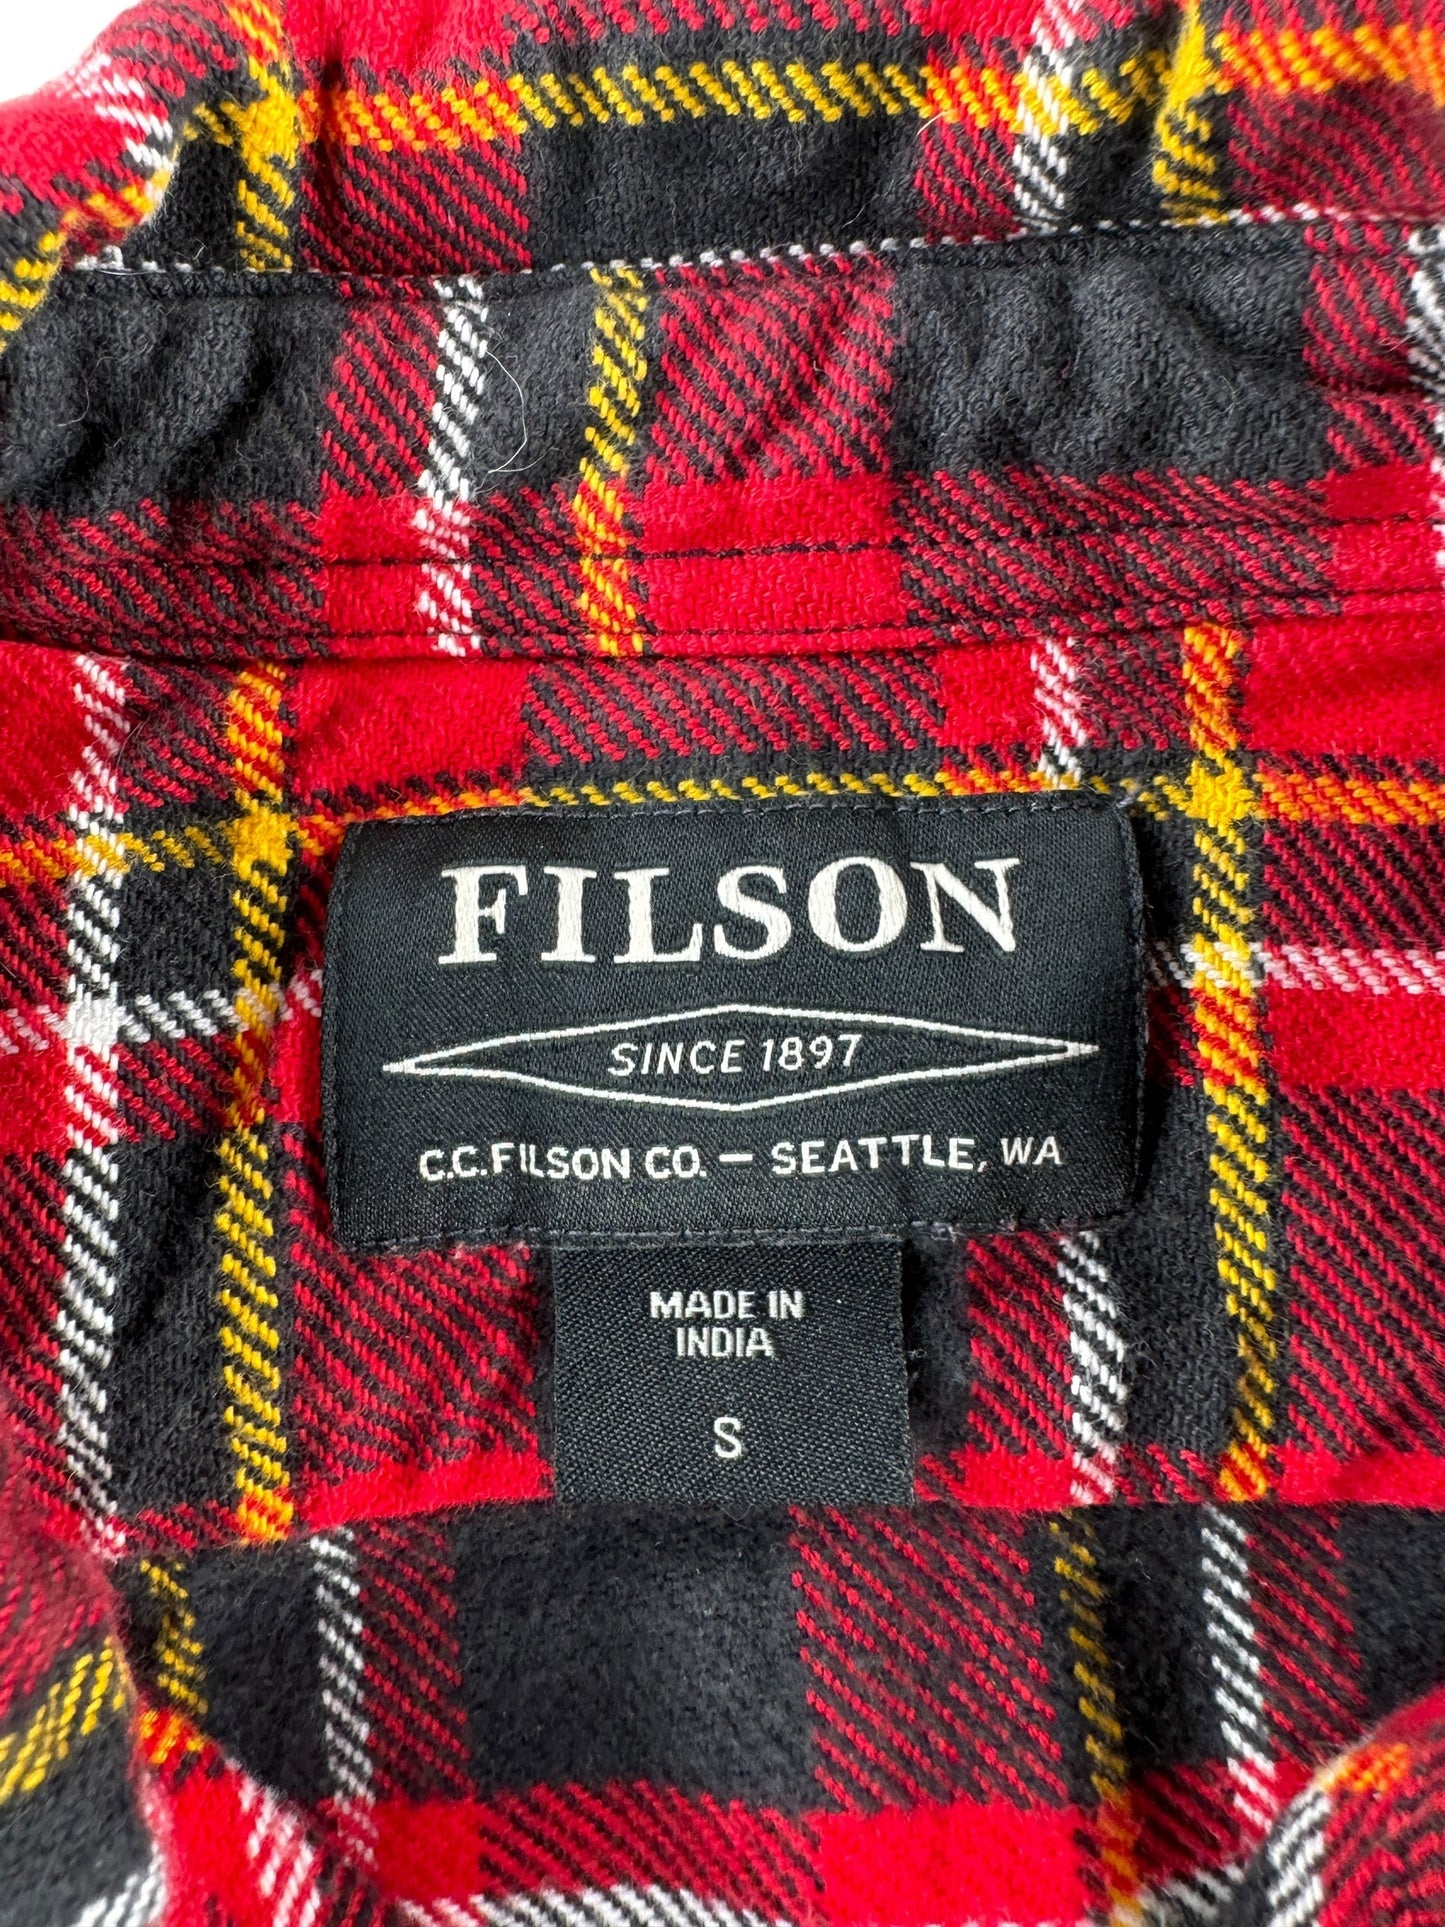 FILSON
SINCE 1897
C.C.FILSON CO. — SEATTLE, WA
MADE IN
INDIA
S